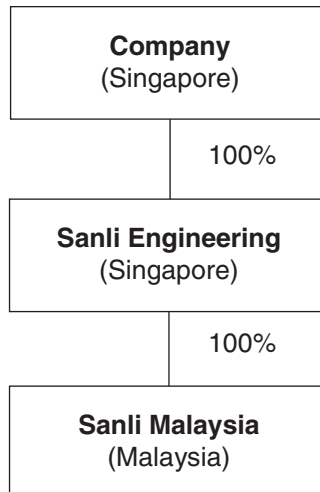 Company
(Singapore)
100%
Sanli Engineering
(Singapore)
100%
Sanli Malaysia
(Malaysia)